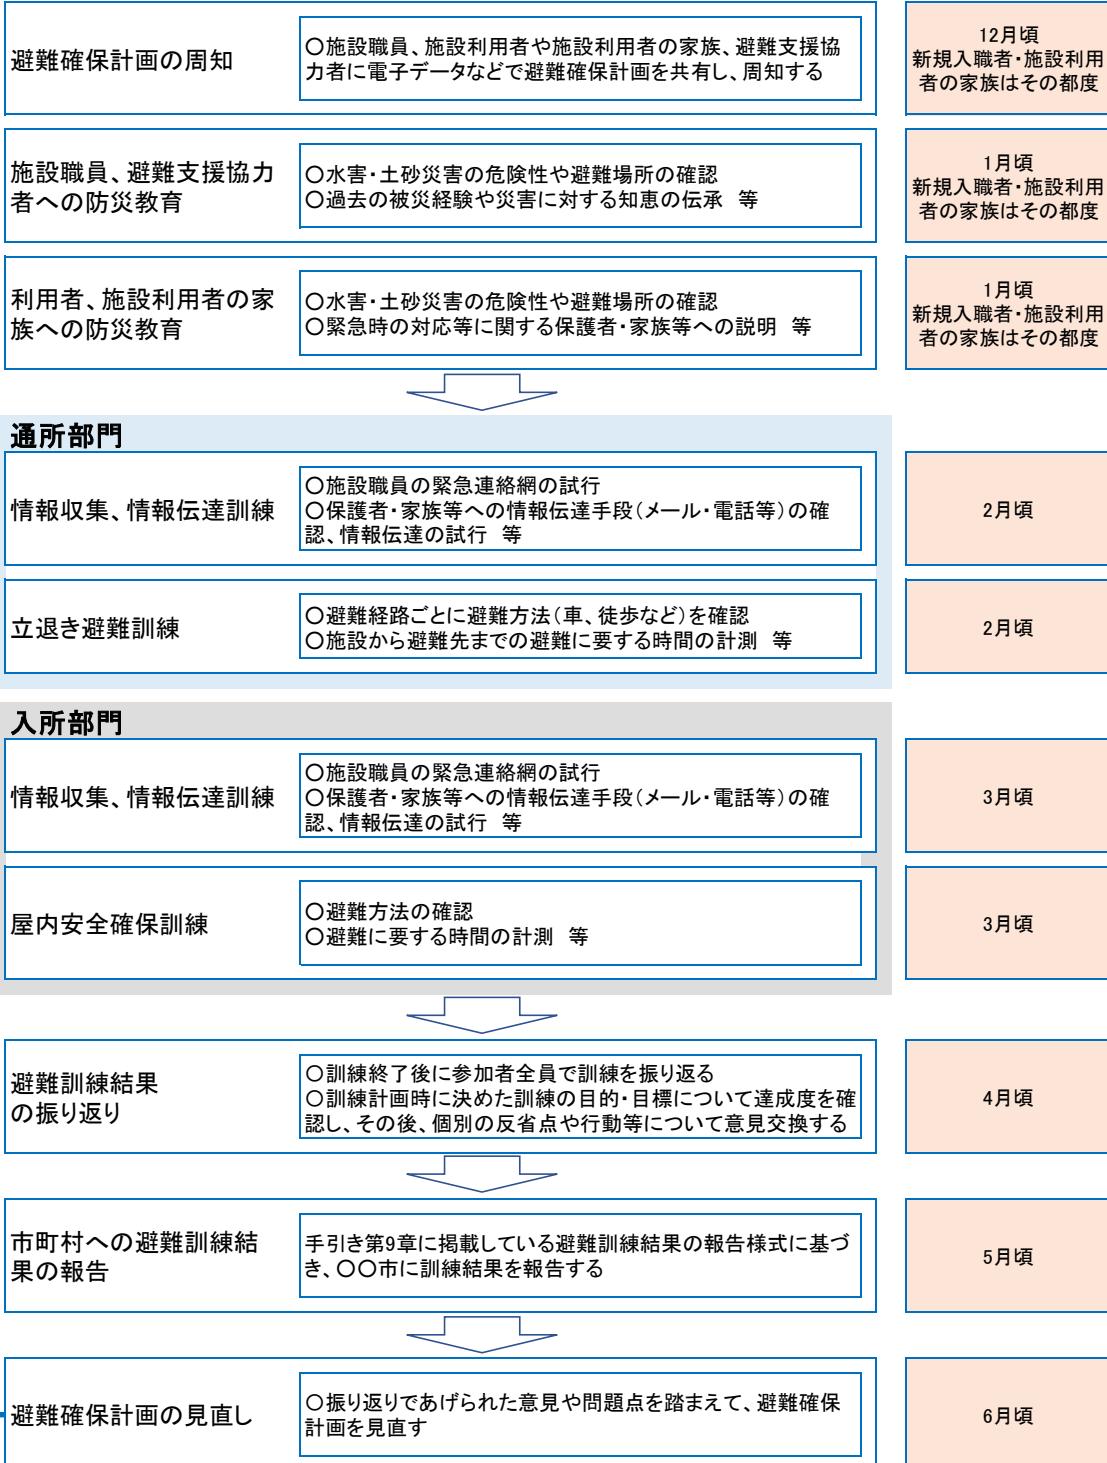 避難確保計画の周知
〇施設職員、施設利用者や施設利用者の家族、避難支援協
力者に電子データなどで避難確保計画を共有し、周知する
12月頃
新規入職者・施設利用
者の家族はその都度
施設職員、避難支援協力
者への防災教育
〇水害・土砂災害の危険性や避難場所の確認
〇過去の被災経験や災害に対する知恵の伝承　等
1月頃
新規入職者・施設利用
者の家族はその都度
利用者、施設利用者の家
族への防災教育
〇水害・土砂災害の危険性や避難場所の確認
〇緊急時の対応等に関する保護者・家族等への説明　等
1月頃
新規入職者・施設利用
者の家族はその都度
通所部門
情報収集、情報伝達訓練
〇施設職員の緊急連絡網の試行
〇保護者・家族等への情報伝達手段（メール・電話等）の確
認、情報伝達の試行　等
2月頃
立退き避難訓練
〇避難経路ごとに避難方法（車、徒歩など）を確認
〇施設から避難先までの避難に要する時間の計測　等
2月頃
入所部門
情報収集、情報伝達訓練
〇施設職員の緊急連絡網の試行
〇保護者・家族等への情報伝達手段（メール・電話等）の確
認、情報伝達の試行　等
3月頃
屋内安全確保訓練
〇避難方法の確認
〇避難に要する時間の計測　等
3月頃
避難訓練結果
の振り返り
〇訓練終了後に参加者全員で訓練を振り返る
〇訓練計画時に決めた訓練の目的・目標について達成度を確
認し、その後、個別の反省点や行動等について意見交換する
4月頃
市町村への避難訓練結
果の報告
手引き第9章に掲載している避難訓練結果の報告様式に基づ
き、〇〇市に訓練結果を報告する
5月頃
避難確保計画の見直し
〇振り返りであげられた意見や問題点を踏まえて、避難確保
計画を見直す
6月頃